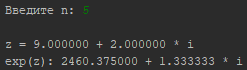 Введите n: 5
z = 9.000000 + 2.000000 * i
exp(z): 2460.375000 + 1.333333 * i